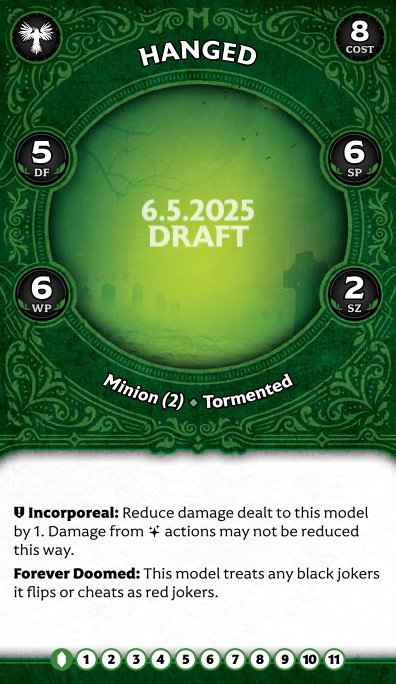 HANGED
8
COST
5
DF
6
SP
6.5.2025
DRAFT
6
WP
2
SZ
Minion (2) ◆ Tormented
Incorporeal: Reduce damage dealt to this model
by 1. Damage from actions may not be reduced
this way.
Forever Doomed: This model treats any black jokers
it flips or cheats as red jokers.
1 2 3 4 5 6 7 8 9 10 11